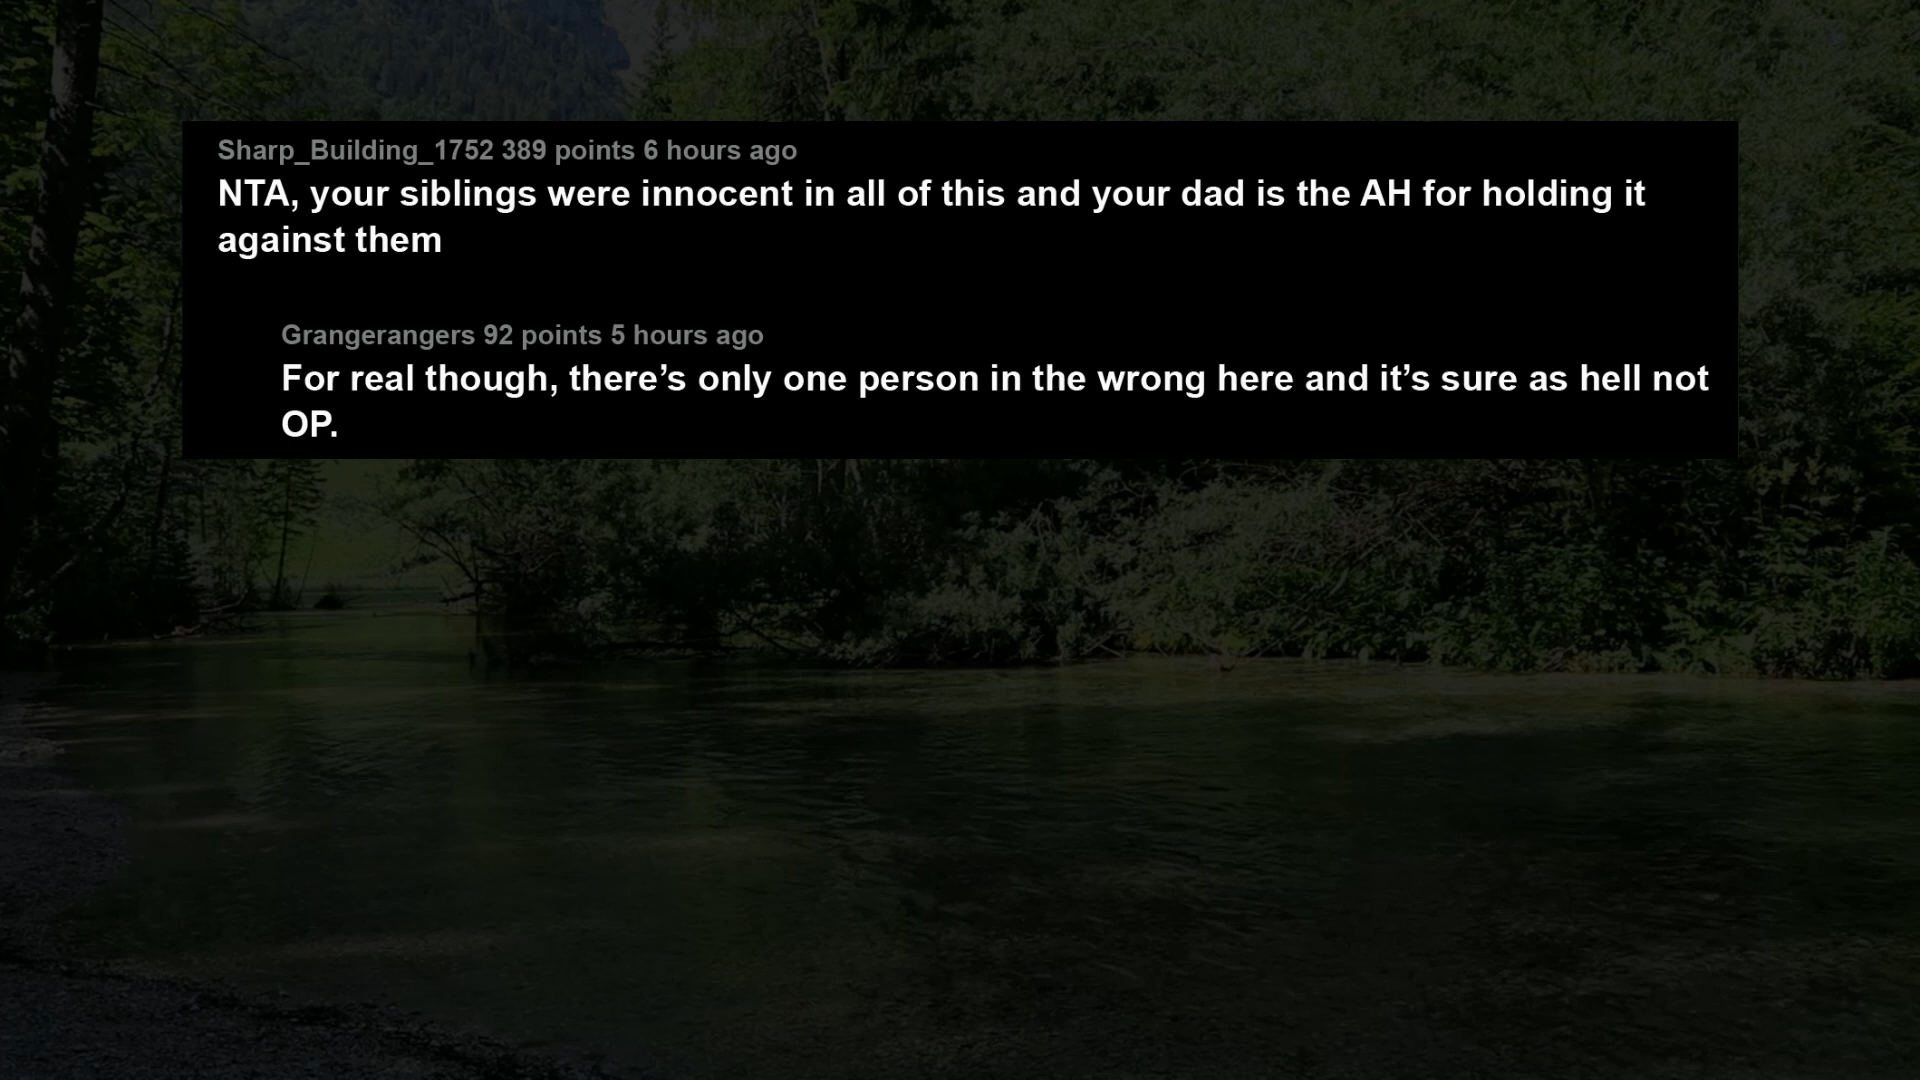 Sharp_Building_1752 389 points 6 hours ago
NTA, your siblings were innocent in all of this and your dad is the AH for holding it
against them
Grangerangers 92 points 5 hours ago
For real though, there’s only one person in the wrong here and it’s sure as hell not
OP.